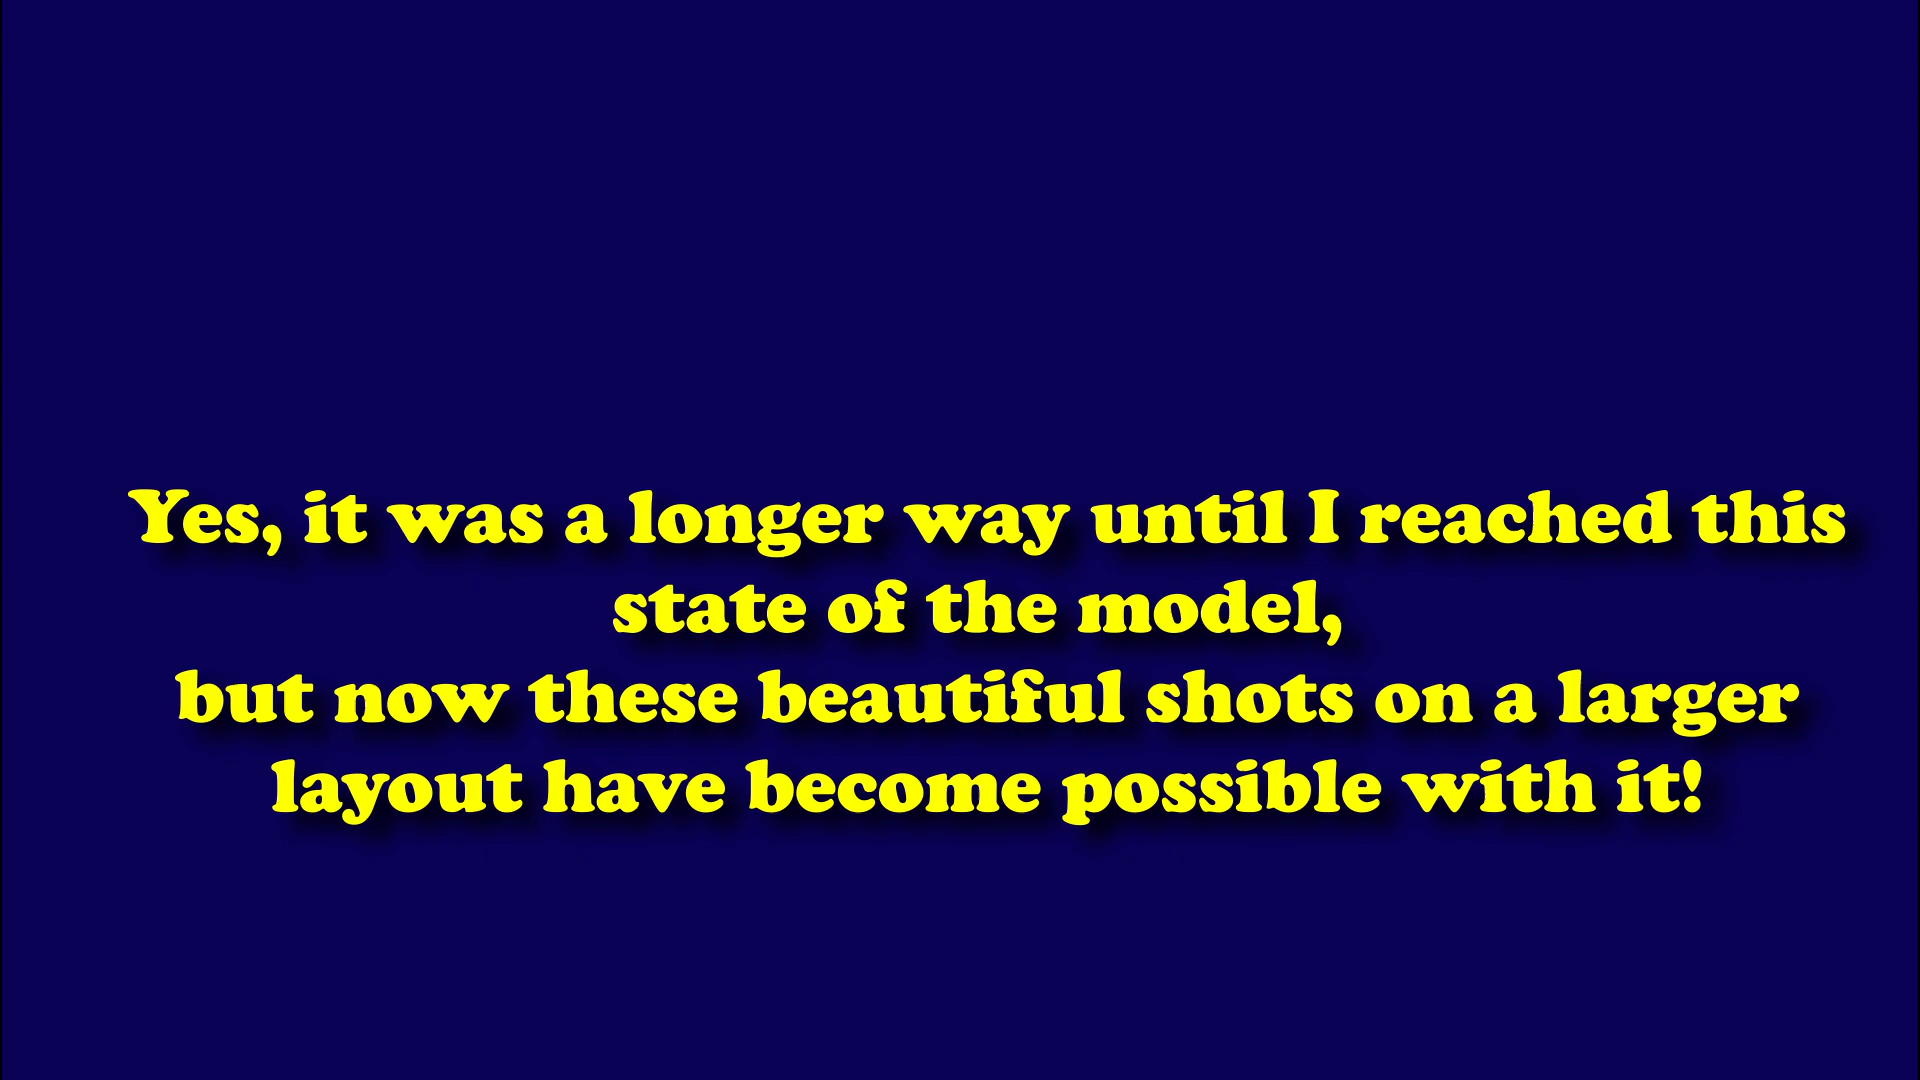 Yes, it was a longer way until I reached this
state of the model,
but now these beautiful shots on a larger
layout have become possible with it!